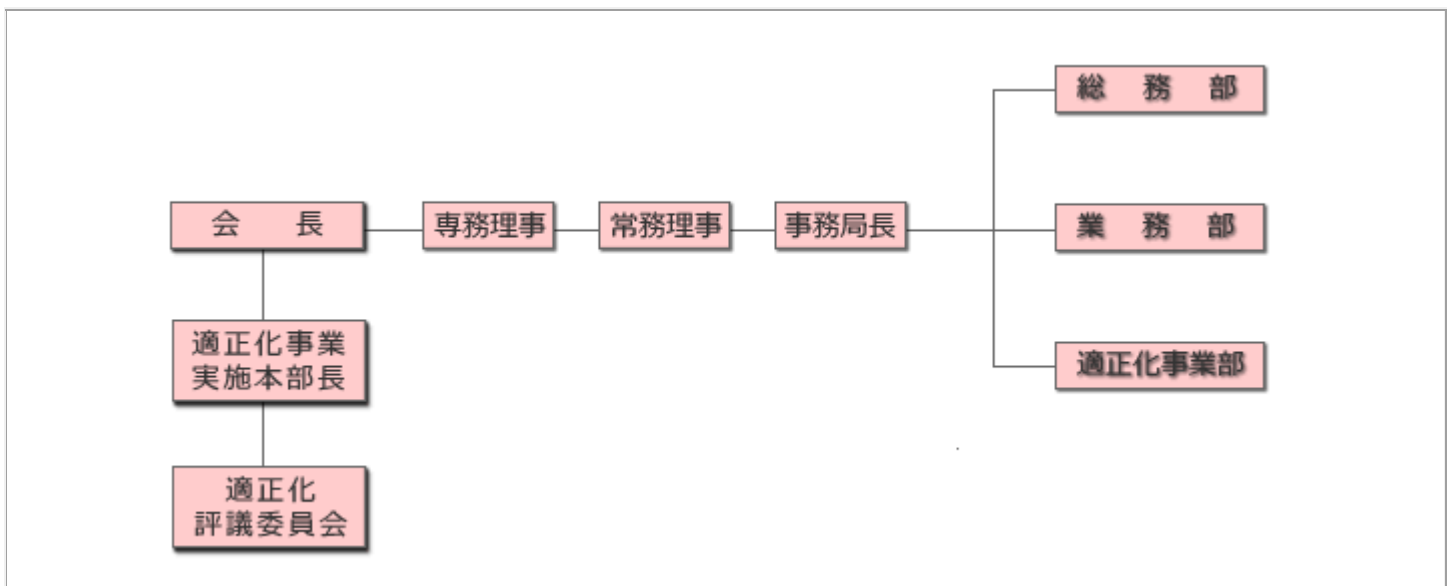 総務部
会長
専務理事
常務理事
事務局長
業務部
適正化事業
実施本部長
適正化事業部
適正化
評議委員会